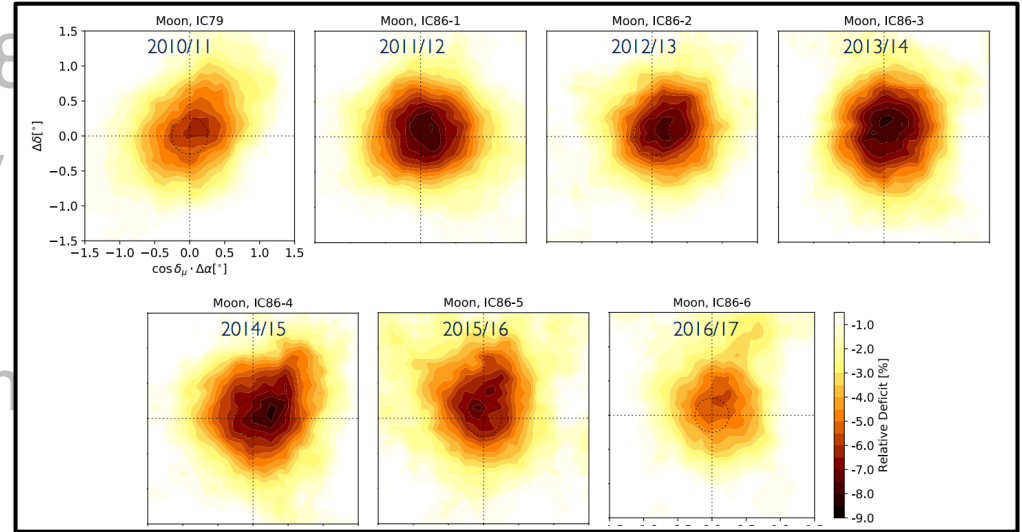 Moon, IC79
2010/11
1.5
1.0
0.5
0.0
−0.5
−1.0
−1.5
Δδ[°]
−1.5 −1.0 −0.5 0.0 0.5 1.0 1.5
cos δμ · Δα[°]
Moon, IC86-1
2011/12
Moon, IC86-2
2012/13
Moon, IC86-3
2013/14
Moon, IC86-4
2014/15
Moon, IC86-5
2015/16
Moon, IC86-6
2016/17
-1.0
-2.0
-3.0
-4.0
-5.0
-6.0
-7.0
-8.0
-9.0
Relative Deficit [%]